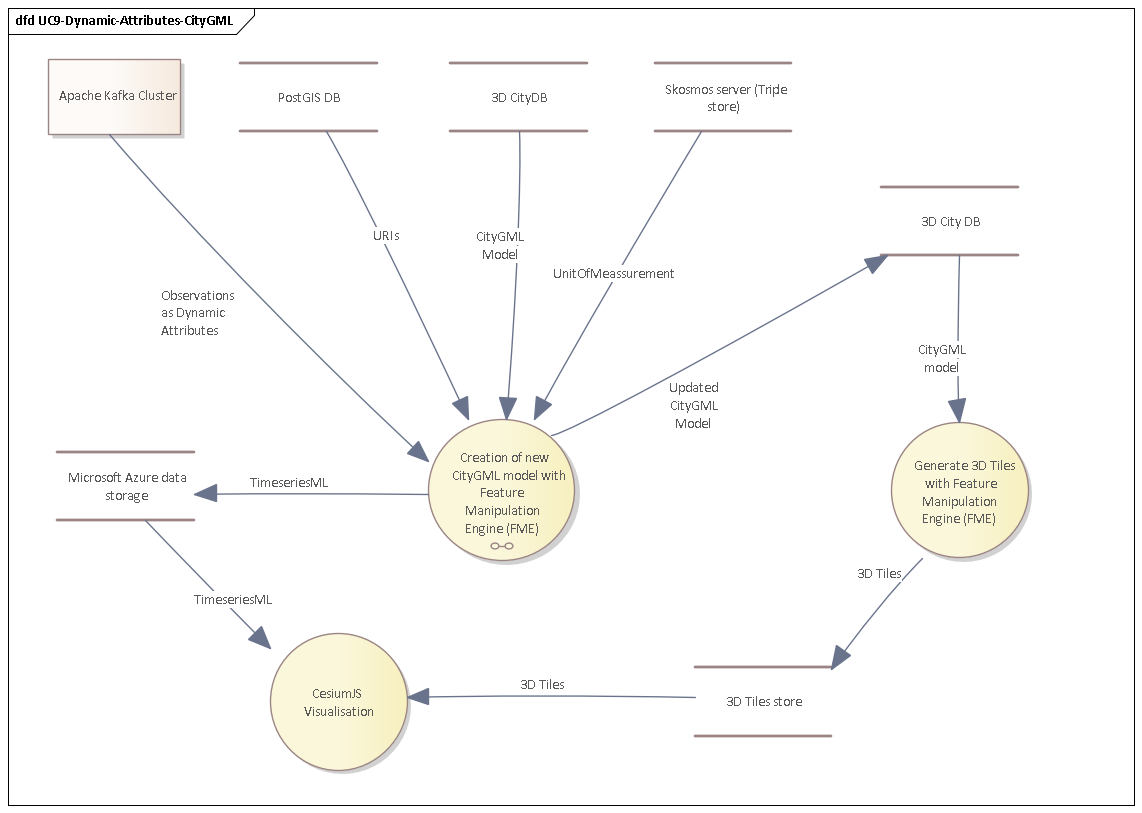 dfd UC9-Dynamic-Attributes-CityGML
Apache Kafka Cluster
PostGIS DB
3D CityDB
Skosmos server (Triple
store)
3D City DB
URIs
CityGML
Model
UnitOfMeassurement
Observations
as Dynamic
Attributes
CityGML
model
Updated
CityGML
Model
Microsoft Azure data
storage
TimeseriesML
Creation of new
CityGML model with
Feature
Manipulation
Engine (FME)
Generate 3D Tiles
with Feature
Manipulation
Engine (FME)
3D Tiles
TimeseriesML
CesiumJS
Visualisation
3D Tiles
3D Tiles store